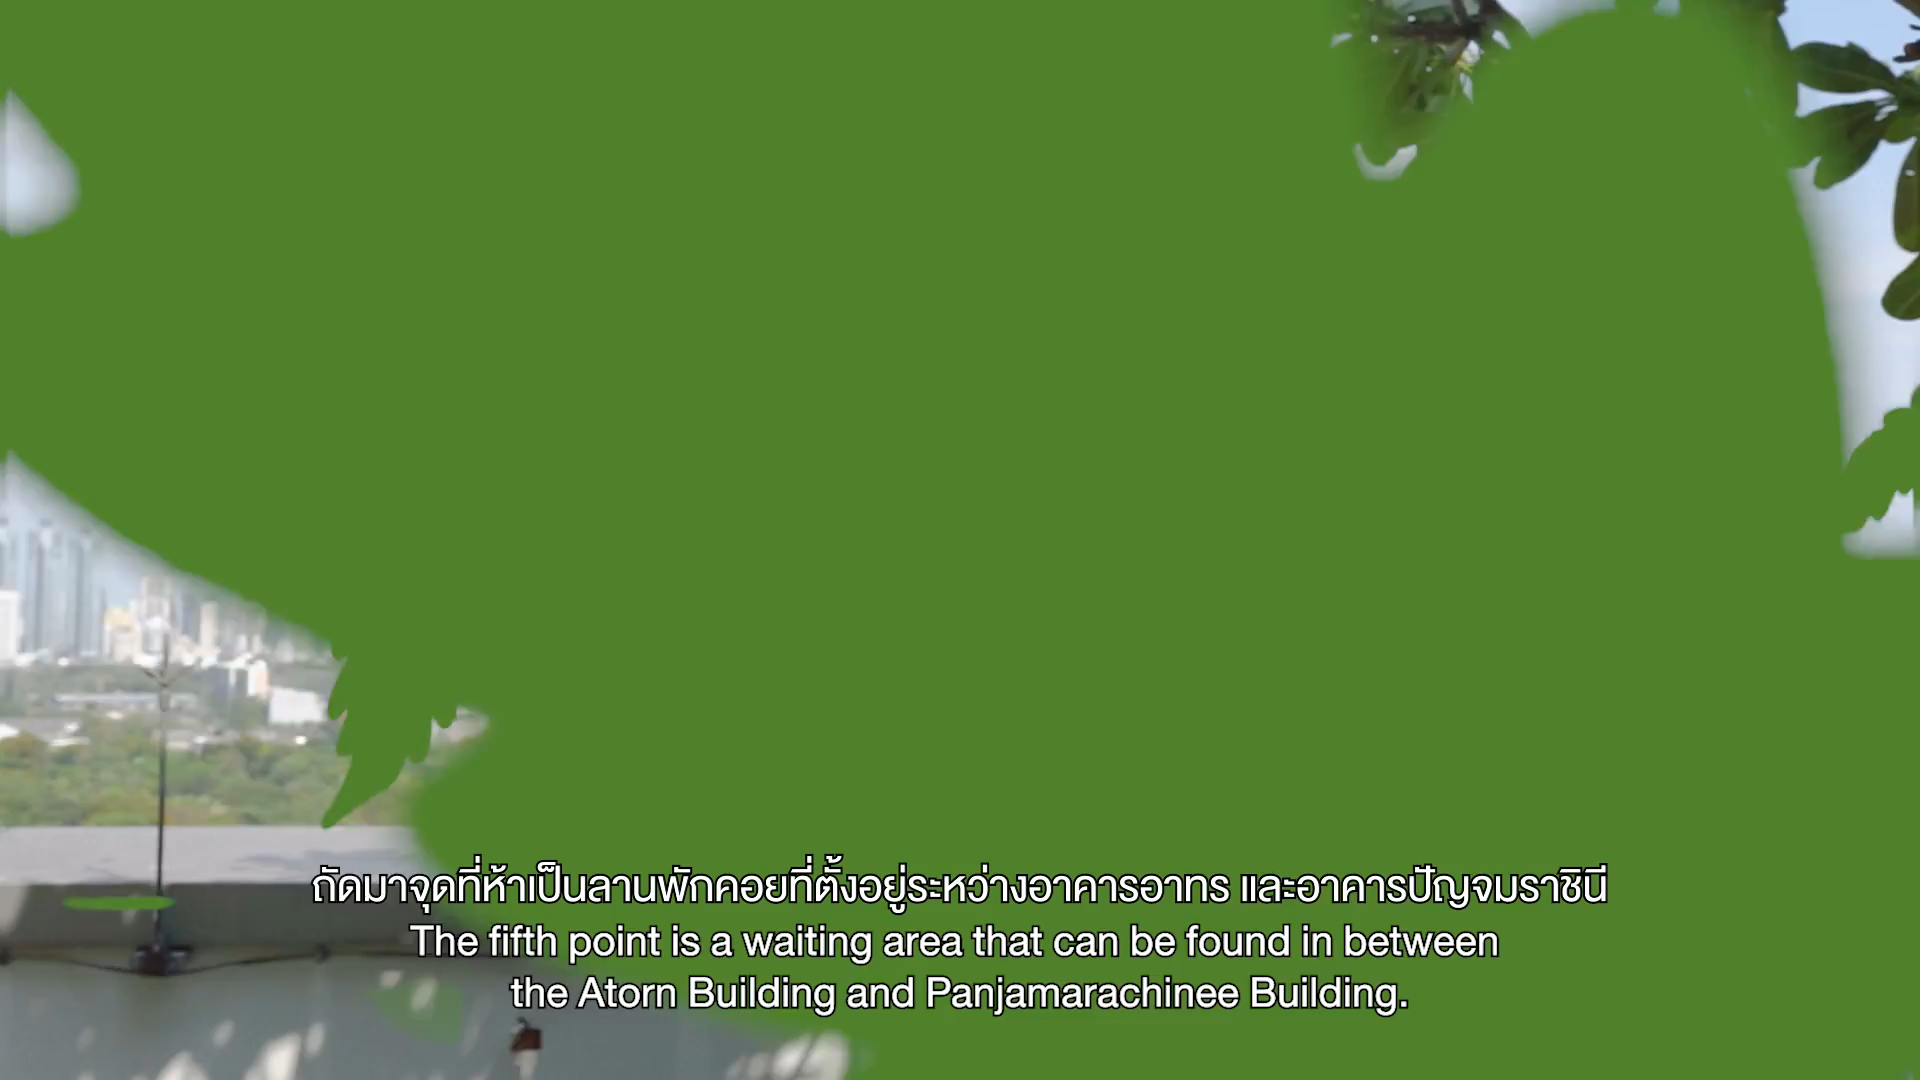 ถัดมาจุดที่ห้าเป็นลานพักคอยที่ตั้งอยู่ระหว่างอาคารอาทร และอาคารปัญจมราชินี
The fifth point is a waiting area that can be found in between
the Atorn Building and Panjamarachinee Building.